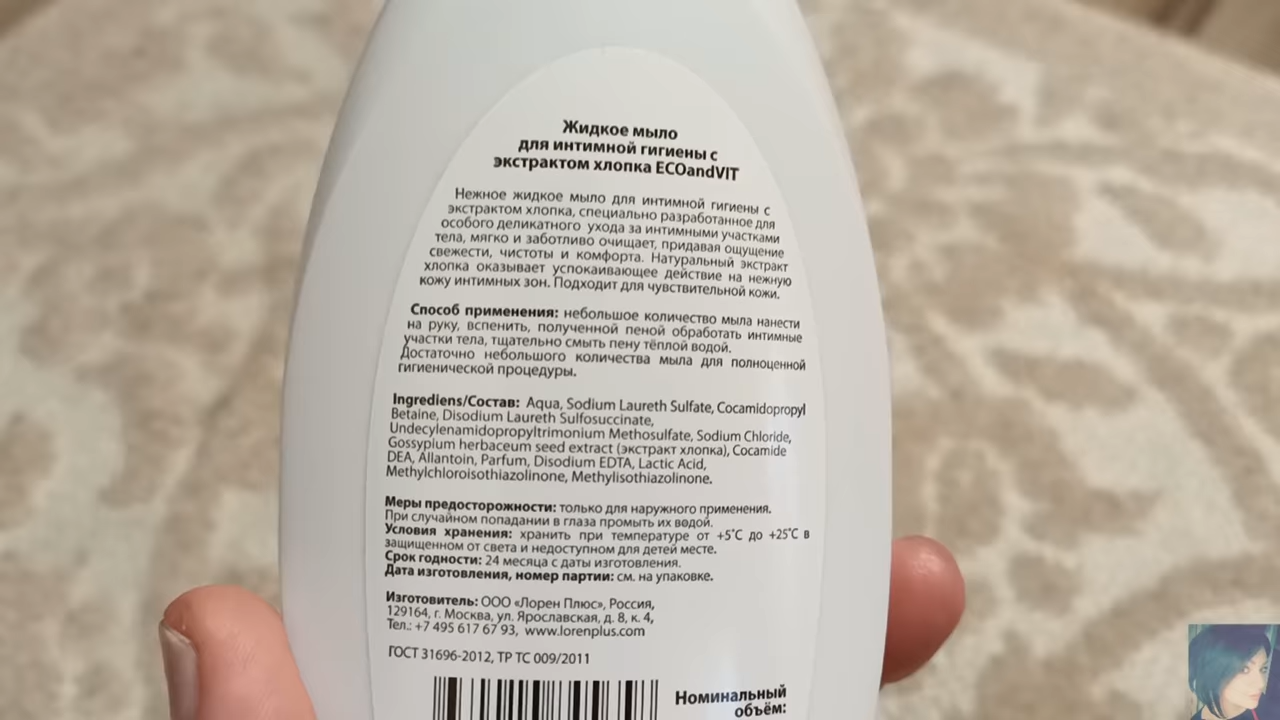 Жидкое мыло
для интимной гигиены с
экстрактом хлопка ECOandVIT
Нежное жидкое мыло для интимной гигиены с
экстрактом хлопка, специально разработанное для
особого деликатного ухода за интимными участками
тела, мягко и заботливо очищает, придавая ощущение
свежести, чистоты и комфорта. Натуральный экстракт
хлопка оказывает успокаивающее действие на нежную
кожу интимных зон. Подходит для чувствительной кожи.
Способ применения: небольшое количество мыла нанести
на руку, вспенить, полученной пеной обработать интимные
участки тела, тщательно смыть пену тёплой водой.
Достаточно небольшого количества мыла для полноценной
гигиенической процедуры.
Ingrediens/Состав: Aqua, Sodium Laureth Sulfate, Cocamidopropyl
Betaine, Disodium Laureth Sulfosuccinate,
Undecylenamidopropyltrimonium Methosulfate, Sodium Chloride,
Gossypium herbaceum seed extract (экстракт хлопка), Cocamide
DEA, Allantoin, Parfum, Disodium EDTA, Lactic Acid,
Methylchloroisothiazolinone, Methylisothiazolinone.
Меры предосторожности: только для наружного применения.
При случайном попадании в глаза промыть их водой.
Условия хранения: хранить при температуре от +5˚C до +25˚C в
защищенном от света и недоступном для детей месте.
Срок годности: 24 месяца с даты изготовления.
Дата изготовления, номер партии: см. на упаковке.
Изготовитель: ООО «Лорен Плюс», Россия,
129164, г. Москва, ул. Ярославская, д. 8, к. 4,
Тел.: +7 495 617 67 93, www.lorenplus.com
ГОСТ 31696-2012, ТР ТС 009/2011
Номинальный
объём: